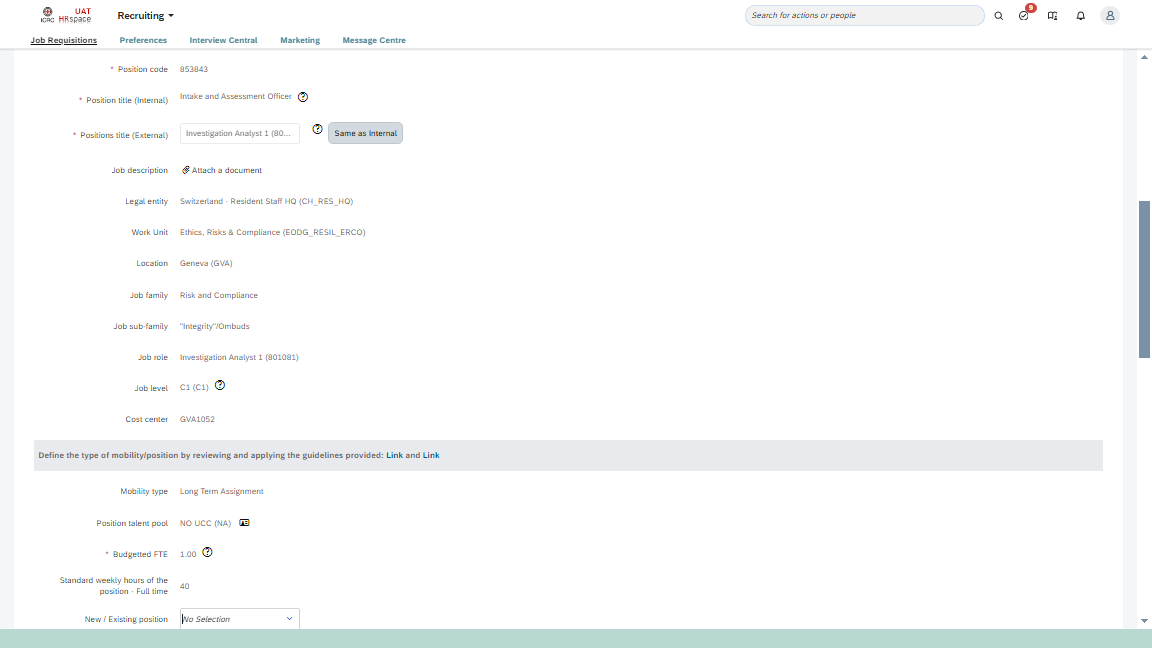 UAT
ICRC HRspace
Recruiting
Search for actions or people
9
Job Requisitions Preferences Interview Central Marketing Message Centre
* Position code 853843
* Position title (Internal) Intake and Assessment Officer
* Positions title (External) Investigation Analyst 1 (80... Same as Internal
Job description Attach a document
Legal entity Switzerland - Resident Staff HQ (CH_RES_HQ)
Work Unit Ethics, Risks & Compliance (EODG_RESIL_ERCO)
Location Geneva (GVA)
Job family Risk and Compliance
Job sub-family "Integrity"/Ombuds
Job role Investigation Analyst 1 (801081)
Job level C1 (C1)
Cost center GVA1052
Define the type of mobility/position by reviewing and applying the guidelines provided: Link and Link
Mobility type Long Term Assignment
Position talent pool NO UCC (NA)
* Budgetted FTE 1.00
Standard weekly hours of the
position - Full time 40
New / Existing position No Selection